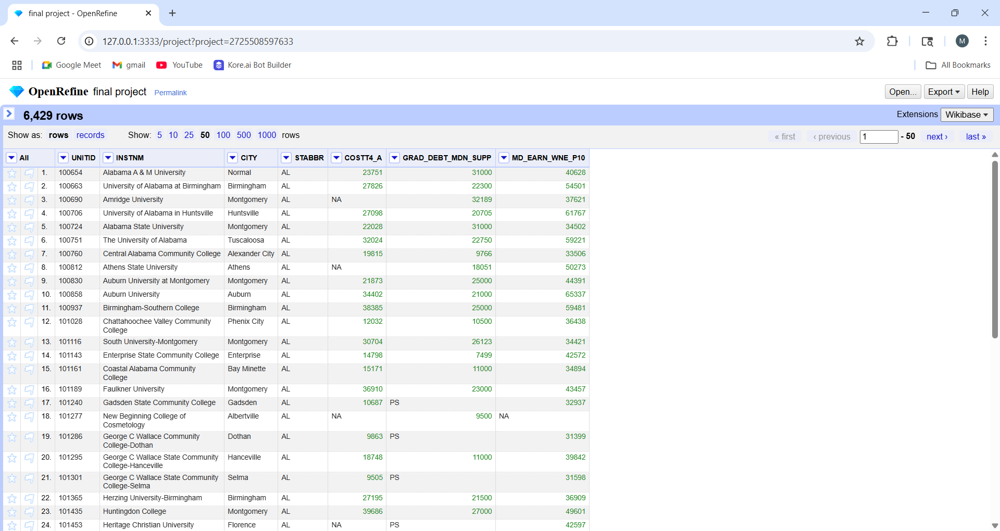 final project - OpenRefine
127.0.0.1:3333/project?project=2725508597633
M
Google Meet gmail YouTube Kore.ai Bot Builder All Bookmarks
OpenRefine final project Permalink Open... Export Help
6,429 rows Extensions Wikibase
Show as: rows records Show: 5 10 25 50 100 500 1000 rows « first ‹ previous 1 - 50 next › last »
All UNITID INSTNM CITY STABBR COSTT4_A GRAD_DEBT_MDN_SUPP MD_EARN_WNE_P10
1. 100654 Alabama A & M University Normal AL 23751 31000 40628
2. 100663 University of Alabama at Birmingham Birmingham AL 27826 22300 54501
3. 100690 Amridge University Montgomery AL NA 32189 37621
4. 100706 University of Alabama in Huntsville Huntsville AL 27098 20705 61767
5. 100724 Alabama State University Montgomery AL 22028 31000 34502
6. 100751 The University of Alabama Tuscaloosa AL 32024 22750 59221
7. 100760 Central Alabama Community College Alexander City AL 19815 9766 33506
8. 100812 Athens State University Athens AL NA 18051 50273
9. 100830 Auburn University at Montgomery Montgomery AL 21873 25000 44391
10. 100858 Auburn University Auburn AL 34402 21000 65337
11. 100937 Birmingham-Southern College Birmingham AL 38385 25000 59481
12. 101028 Chattahoochee Valley Community Phenix City AL 12032 10500 36438
College
13. 101116 South University-Montgomery Montgomery AL 30704 26123 34421
14. 101143 Enterprise State Community College Enterprise AL 14798 7499 42572
15. 101161 Coastal Alabama Community Bay Minette AL 15171 11000 34894
College
16. 101189 Faulkner University Montgomery AL 36910 23000 43457
17. 101240 Gadsden State Community College Gadsden AL 10687 PS 32937
18. 101277 New Beginning College of Albertville AL NA 9500 NA
Cosmetology
19. 101286 George C Wallace Community Dothan AL 9863 PS 31399
College-Dothan
20. 101295 George C Wallace State Community Hanceville AL 18748 11000 39842
College-Hanceville
21. 101301 George C Wallace State Community Selma AL 9505 PS 31598
College-Selma
22. 101365 Herzing University-Birmingham Birmingham AL 27195 21500 36909
23. 101435 Huntingdon College Montgomery AL 39686 27000 49601
24. 101453 Heritage Christian University Florence AL NA PS 42597